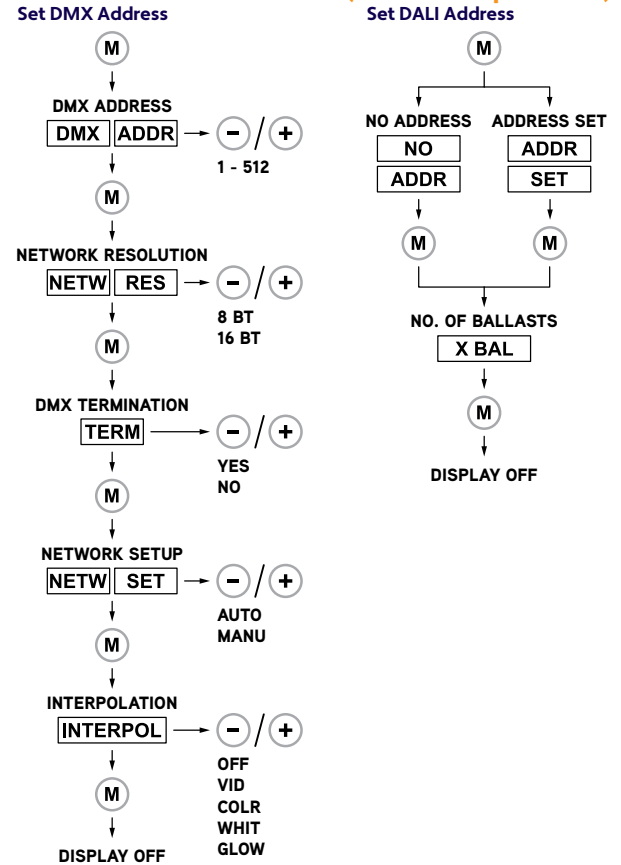 Set DMX Address
M
DMX ADDRESS
DMX ADDR - / +
1 - 512
M
NETWORK RESOLUTION
NETW RES - / +
8 BT
16 BT
M
DMX TERMINATION
TERM - / +
YES
NO
M
NETWORK SETUP
NETW SET - / +
AUTO
MANU
M
INTERPOLATION
INTERPOL - / +
OFF
VID
COLR
WHIT
GLOW
M
DISPLAY OFF
Set DALI Address
M
NO ADDRESS ADDRESS SET
NO ADDR
ADDR SET
M M
NO. OF BALLASTS
X BAL
M
DISPLAY OFF